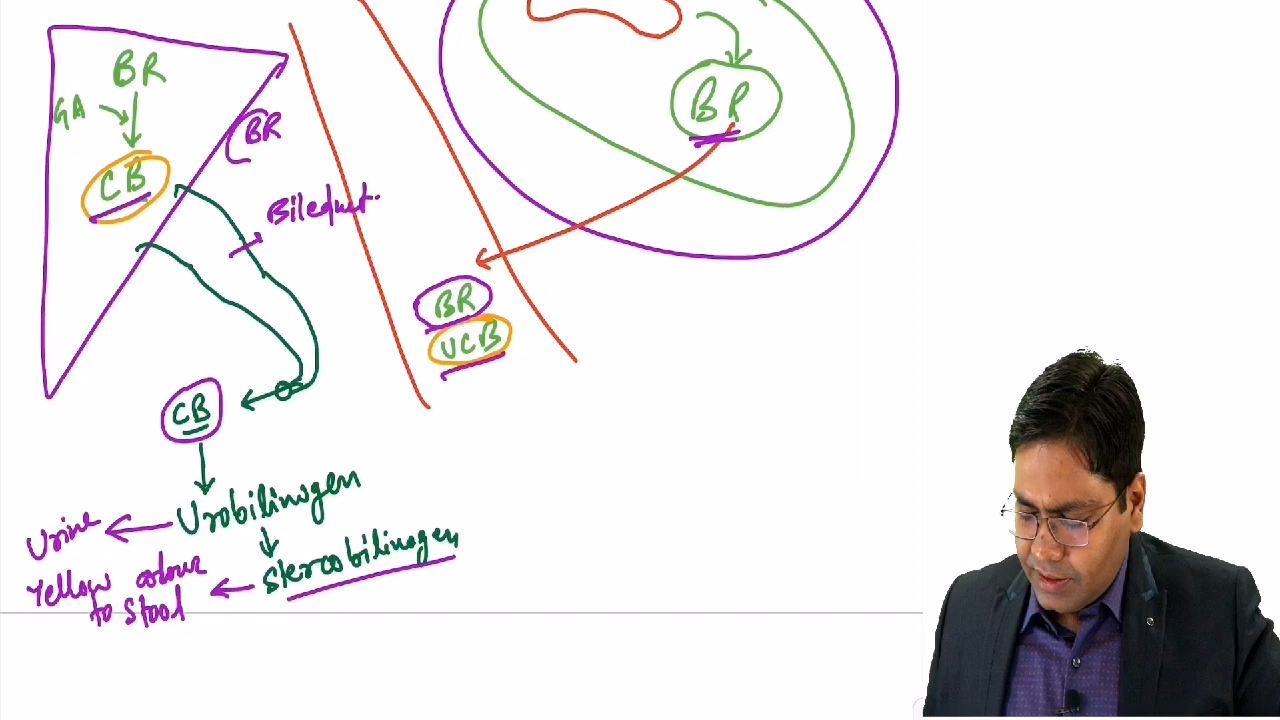 BR
GA
CB
BR
Bileduct.
BR
BR
UCB
CB
Urobilinogen
Urine
Stercobilinogen
Yellow colour
to stool